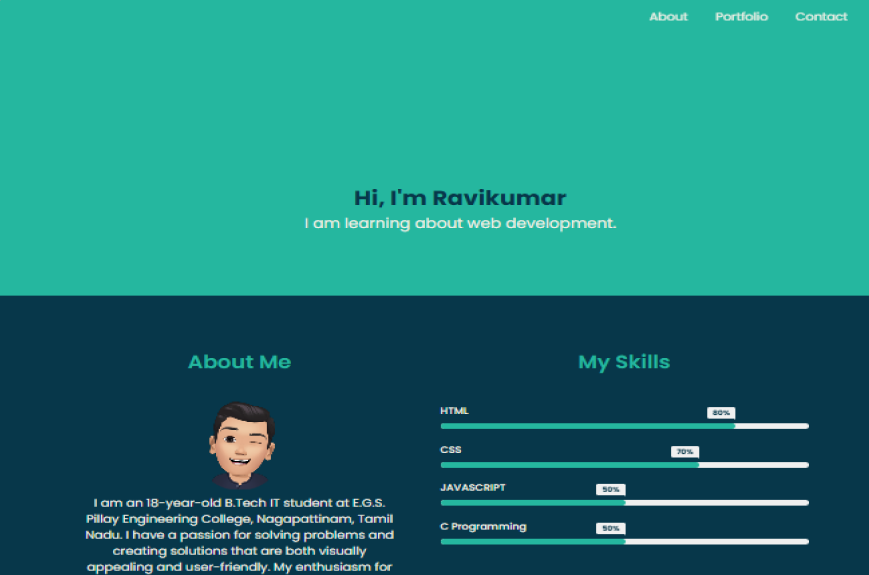 About Portfolio Contact
Hi, I'm Ravikumar
I am learning about web development.
About Me
I am an 18-year-old B.Tech IT student at E.G.S.
Pillay Engineering College, Nagapattinam, Tamil
Nadu. I have a passion for solving problems and
creating solutions that are both visually
appealing and user-friendly. My enthusiasm for
My Skills
HTML 80%
CSS 70%
JAVASCRIPT 50%
C Programming 50%